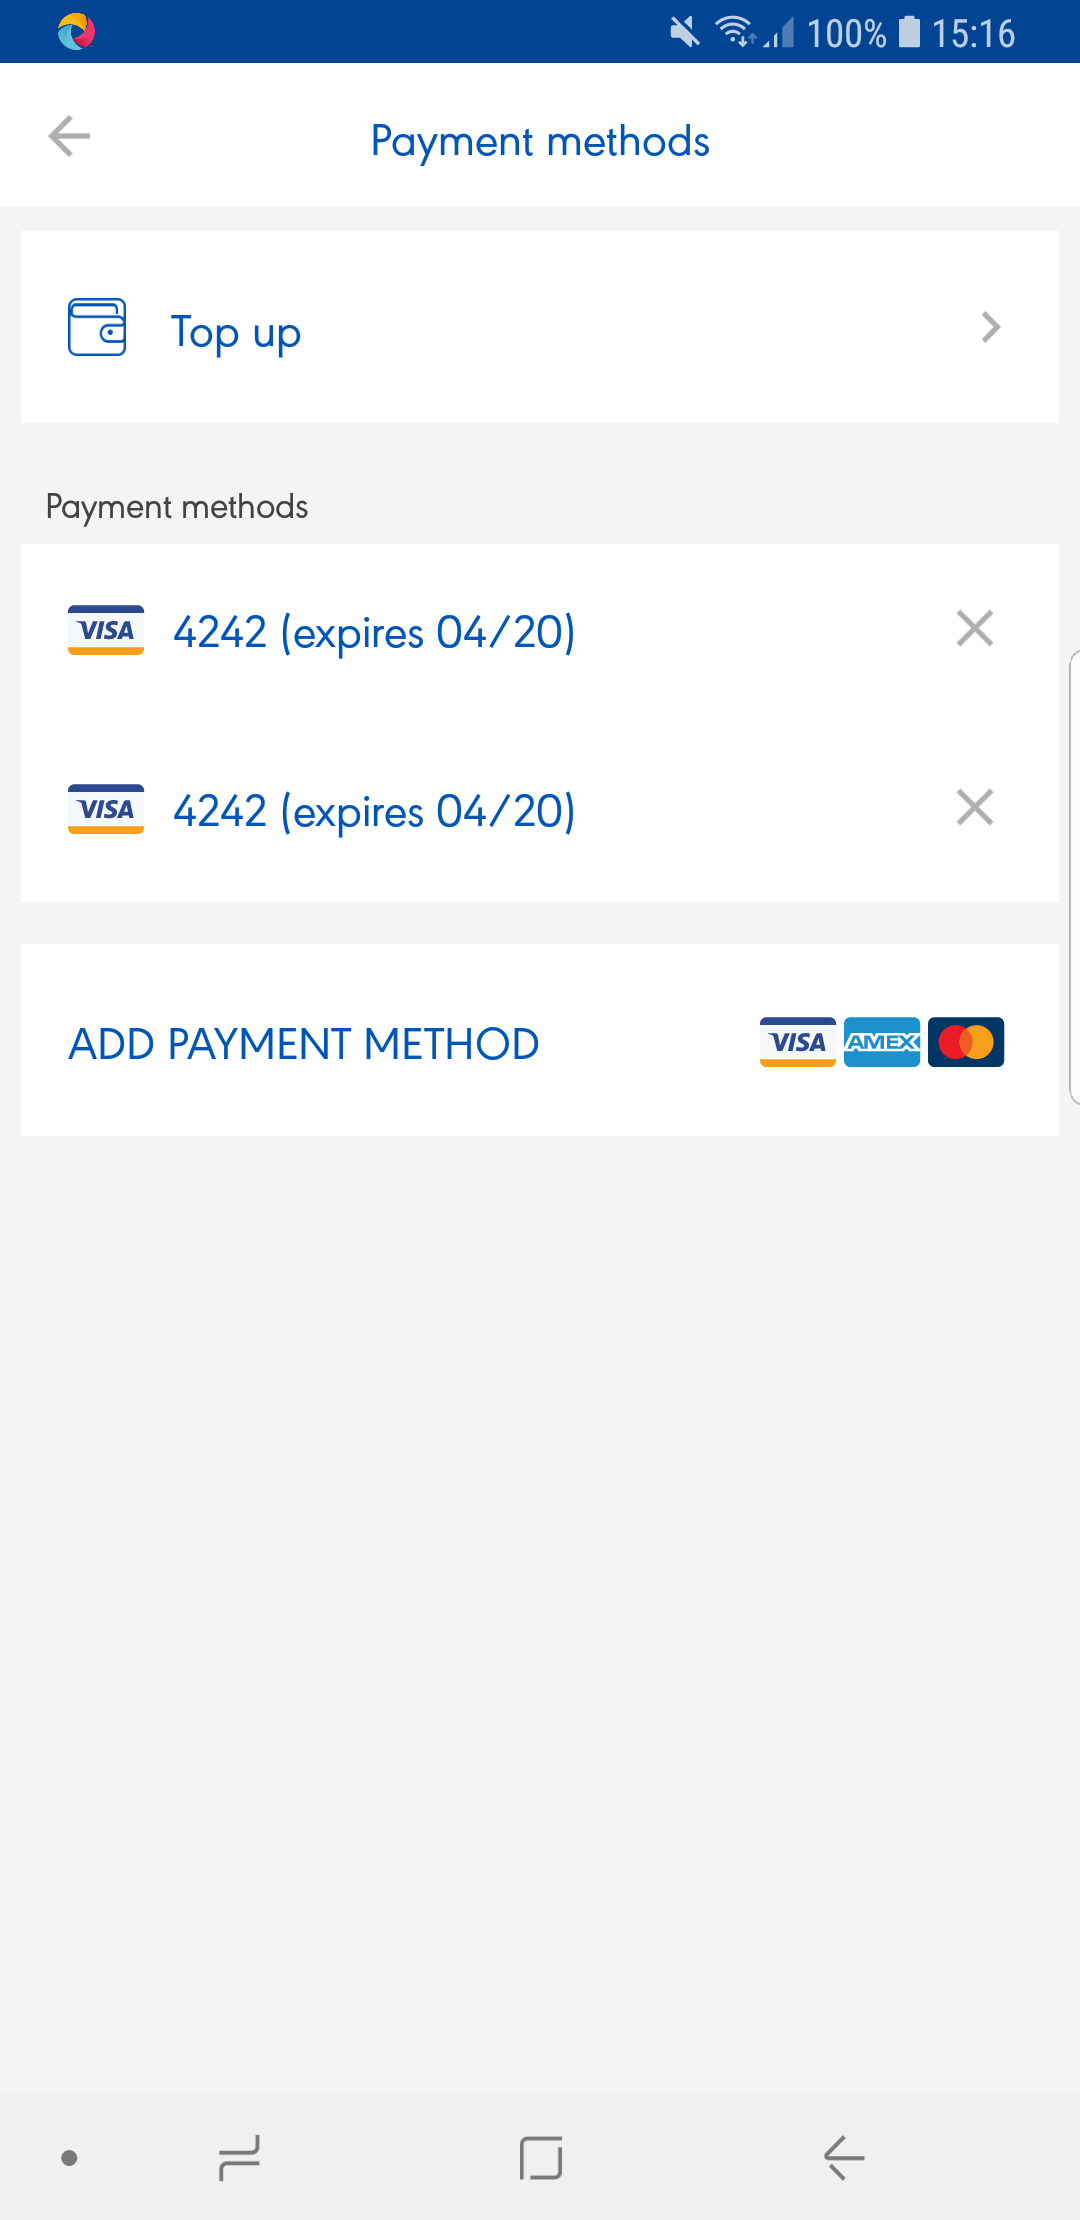 100% 15:16
Payment methods
Top up
Payment methods
VISA 4242 (expires 04/20)
VISA 4242 (expires 04/20)
ADD PAYMENT METHOD VISA AMEX